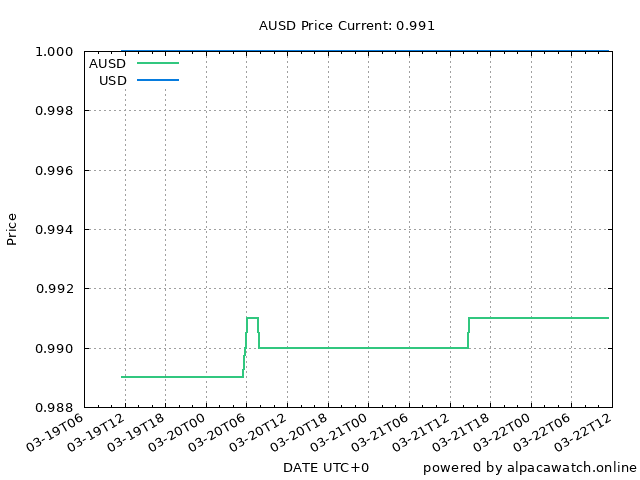 AUSD Price Current: 0.991
1.000
AUSD
USD
0.998
0.996
0.994
Price
0.992
0.990
0.988
03-19T06
03-19T12
03-19T18
03-20T00
03-20T06
03-20T12
03-20T18
03-21T00
03-21T06
03-21T12
03-21T18
03-22T00
03-22T06
03-22T12
DATE UTC+0
powered by alpacawatch.online